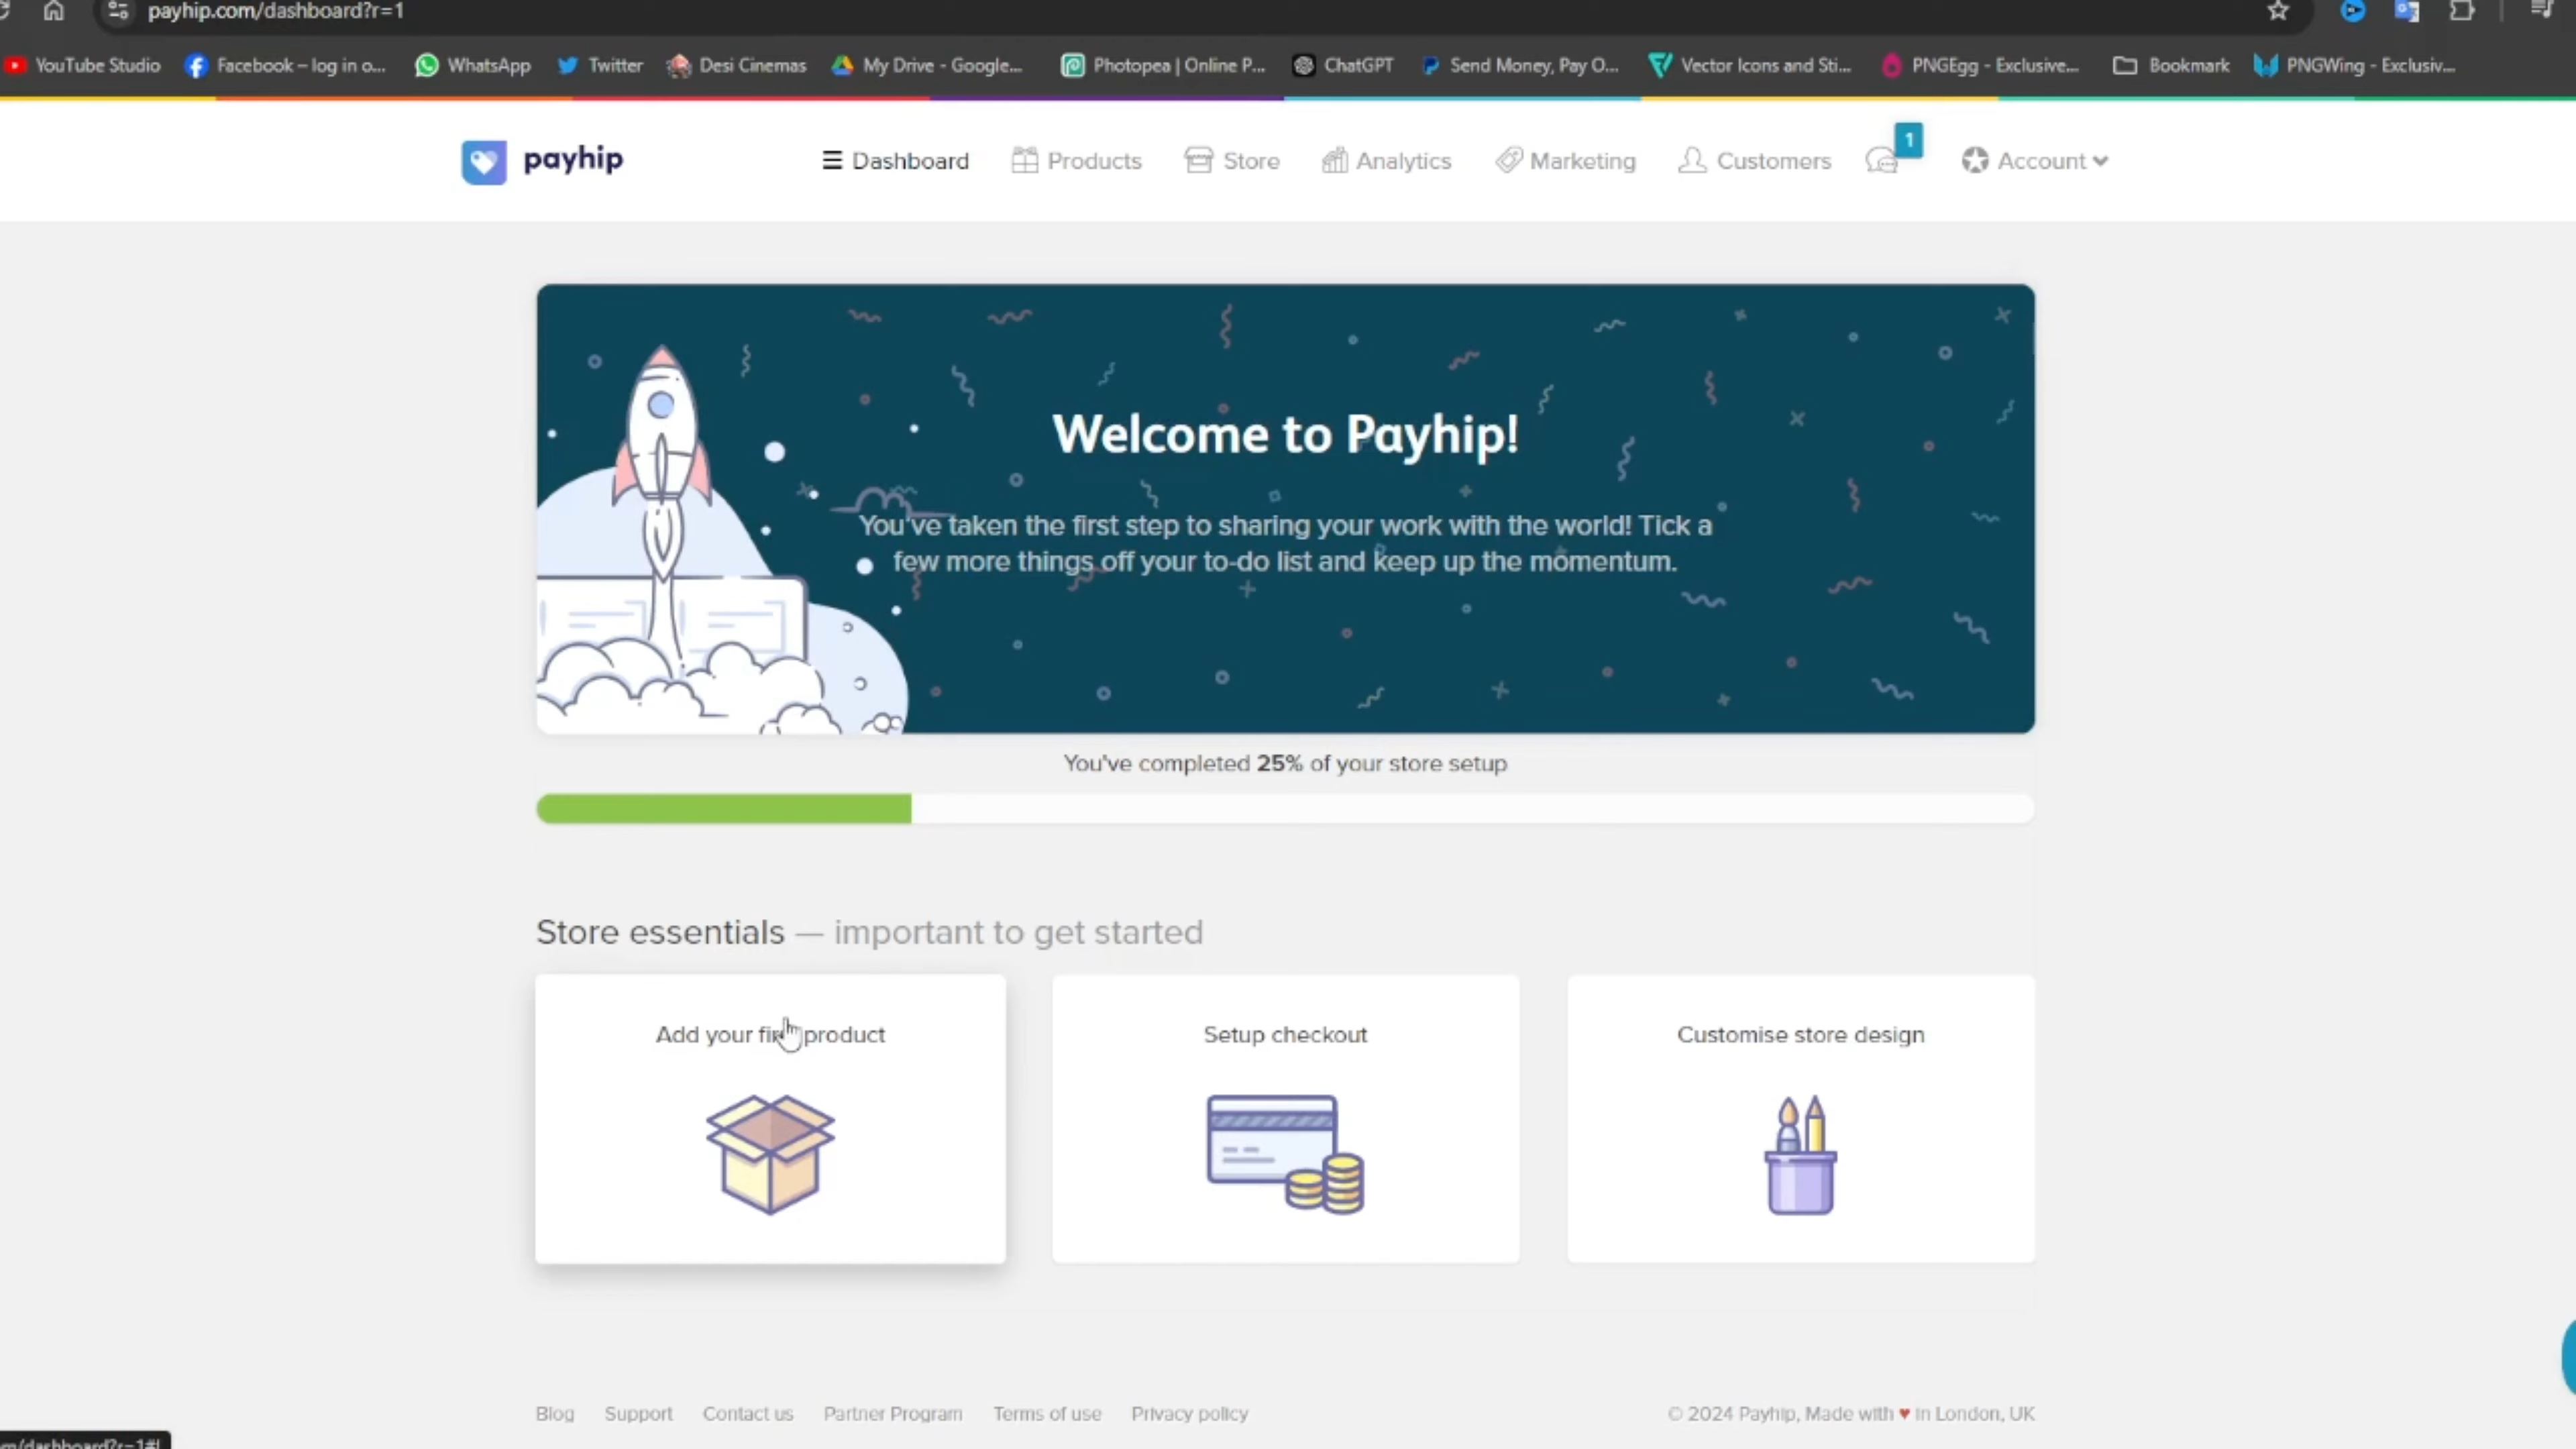 payhip.com/dashboard?r=1
YouTube Studio Facebook – log in o... WhatsApp Twitter Desi Cinemas My Drive - Google... Photopea | Online P... ChatGPT Send Money, Pay O... Vector Icons and Sti... PNGEgg - Exclusive... Bookmark PNGWing - Exclusiv...
payhip Dashboard Products Store Analytics Marketing Customers 1 Account
Welcome to Payhip!
You've taken the first step to sharing your work with the world! Tick a
few more things off your to-do list and keep up the momentum.
You've completed 25% of your store setup
Store essentials — important to get started
Add your product
Setup checkout
Customise store design
Blog Support Contact us Partner Program Terms of use Privacy policy
© 2024 Payhip, Made with ♥ in London, UK